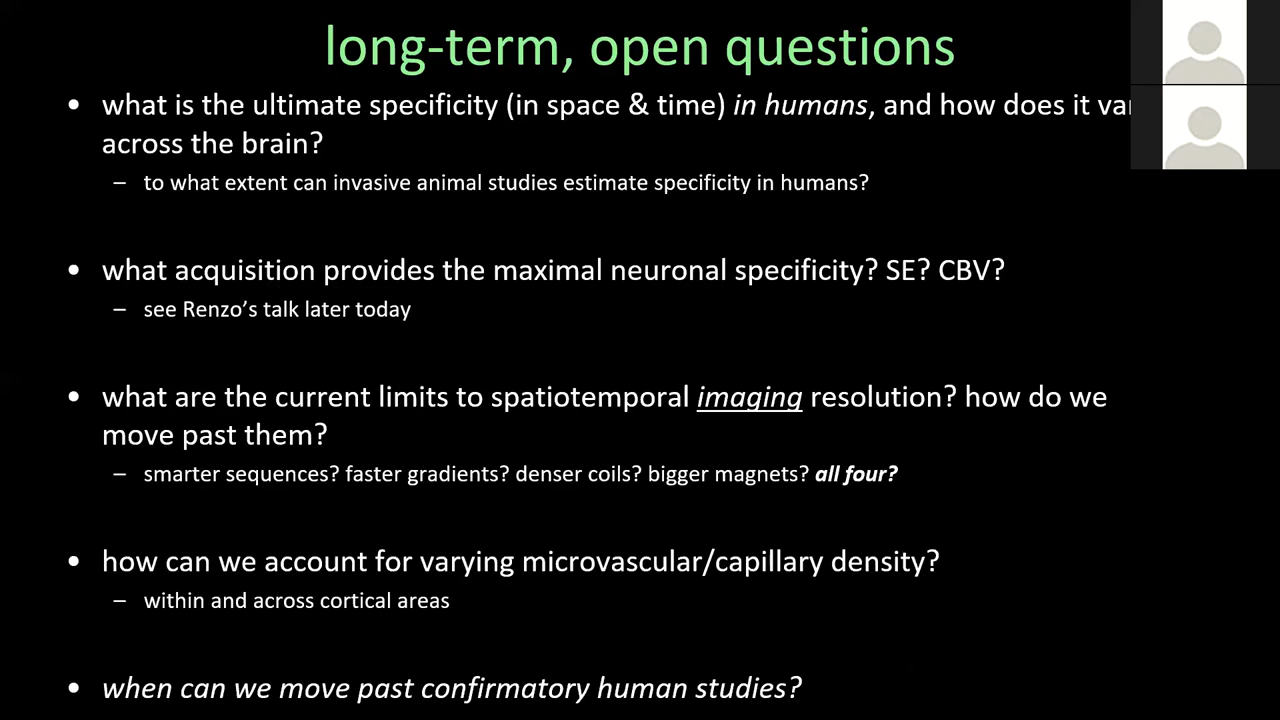 long-term, open questions
• what is the ultimate specificity (in space & time) in humans, and how does it
across the brain?
– to what extent can invasive animal studies estimate specificity in humans?
• what acquisition provides the maximal neuronal specificity? SE? CBV?
– see Renzo's talk later today
• what are the current limits to spatiotemporal imaging resolution? how do we
move past them?
– smarter sequences? faster gradients? denser coils? bigger magnets? all four?
• how can we account for varying microvascular/capillary density?
– within and across cortical areas
• when can we move past confirmatory human studies?